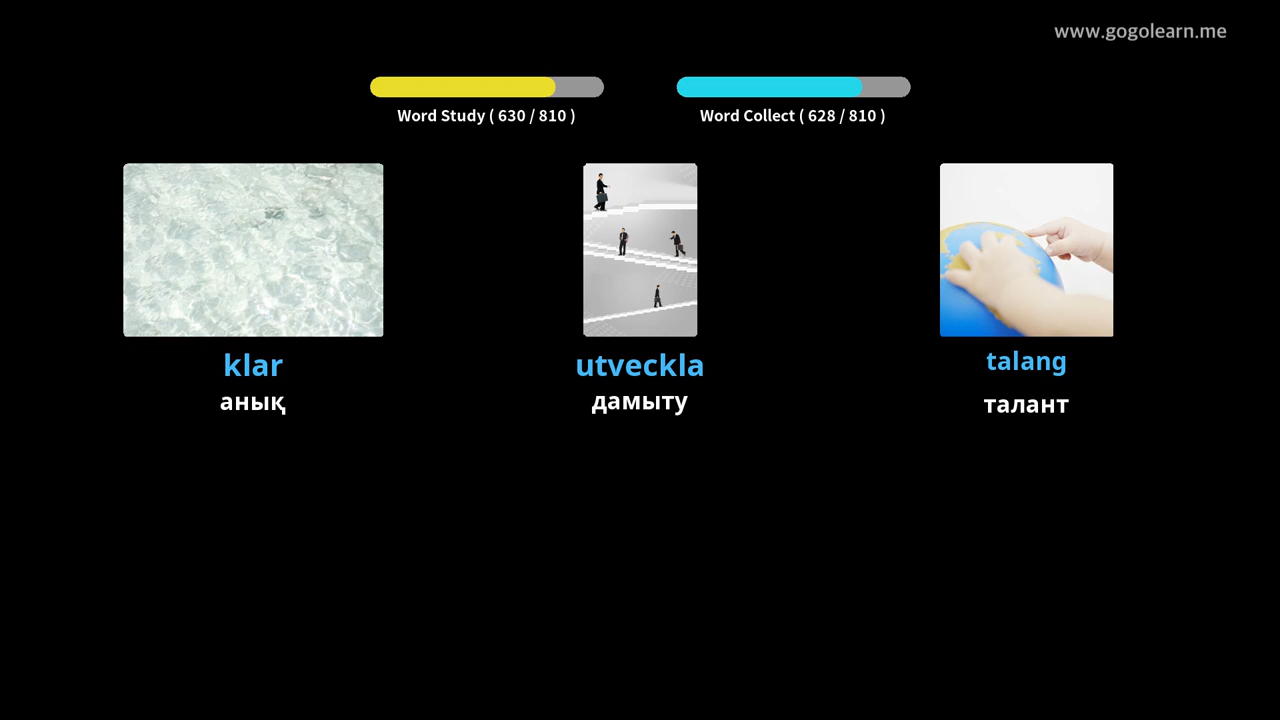 www.gogolearn.me
Word Study ( 630 / 810 )
Word Collect ( 628 / 810 )
klar
анық
utveckla
дамыту
talang
талант